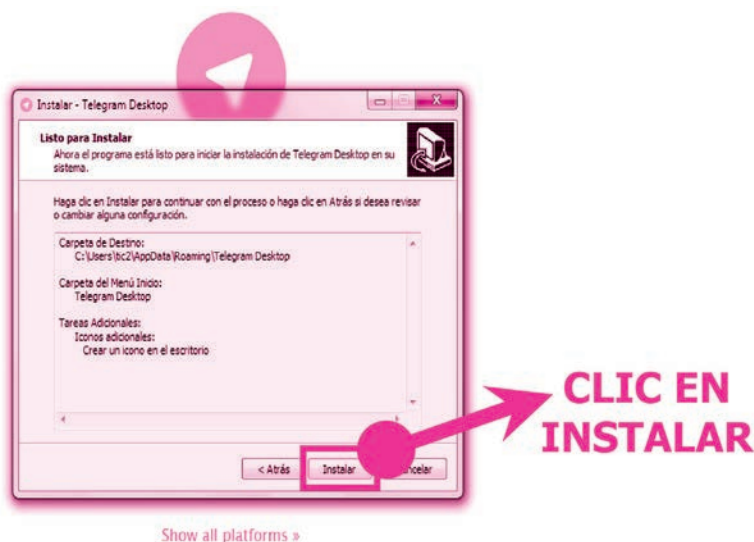 Instalar - Telegram Desktop
Listo para Instalar
Ahora el programa está listo para iniciar la instalación de Telegram Desktop en su
sistema.
Haga clic en Instalar para continuar con el proceso o haga clic en Atrás si desea revisar
o cambiar alguna configuración.
Carpeta de Destino:
C:\Users\tic2\AppData\Roaming\Telegram Desktop
Carpeta del Menú Inicio:
Telegram Desktop
Tareas Adicionales:
Iconos adicionales:
Crear un icono en el escritorio
CLIC EN
INSTALAR
< Atrás Instalar ncelar
Show all platforms »